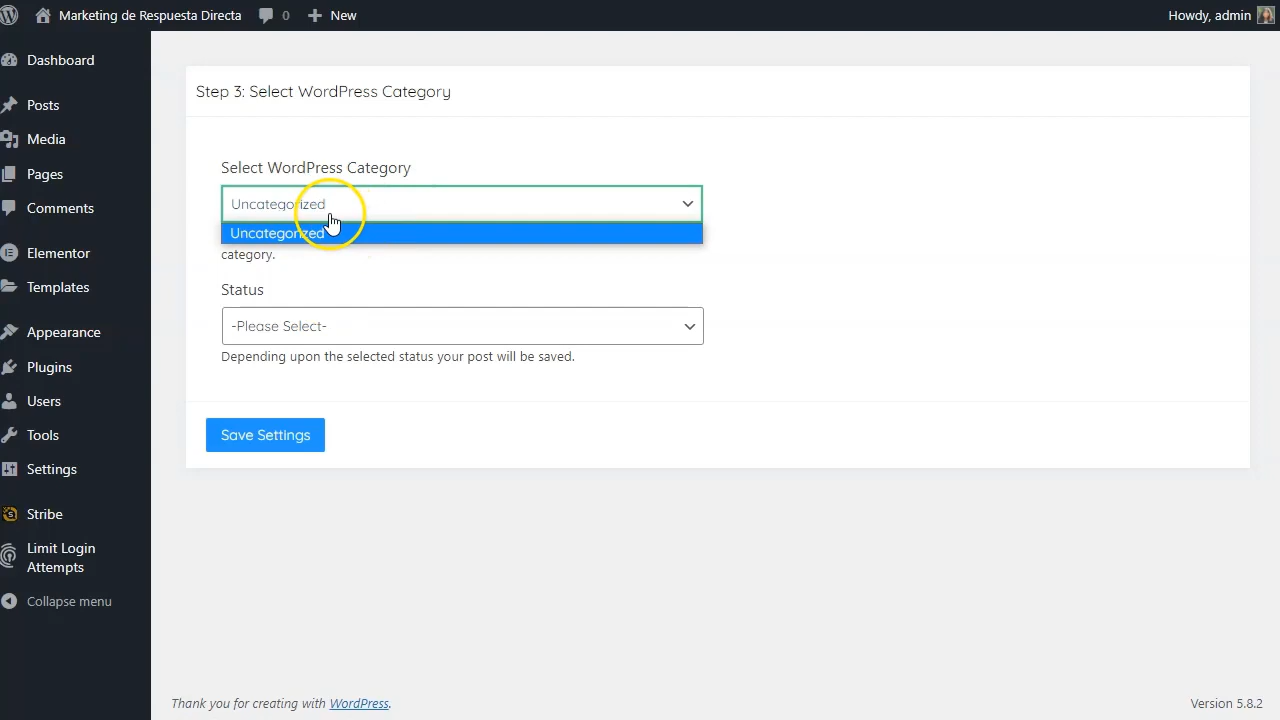 Marketing de Respuesta Directa 0 New Howdy, admin
Dashboard
Posts
Media
Pages
Comments
Elementor
Templates
Appearance
Plugins
Users
Tools
Settings
Stribe
Limit Login
Attempts
Collapse menu
Step 3: Select WordPress Category
Select WordPress Category
Uncategorized
Uncategorized
category.
Status
-Please Select-
Depending upon the selected status your post will be saved.
Save Settings
Thank you for creating with WordPress.
Version 5.8.2